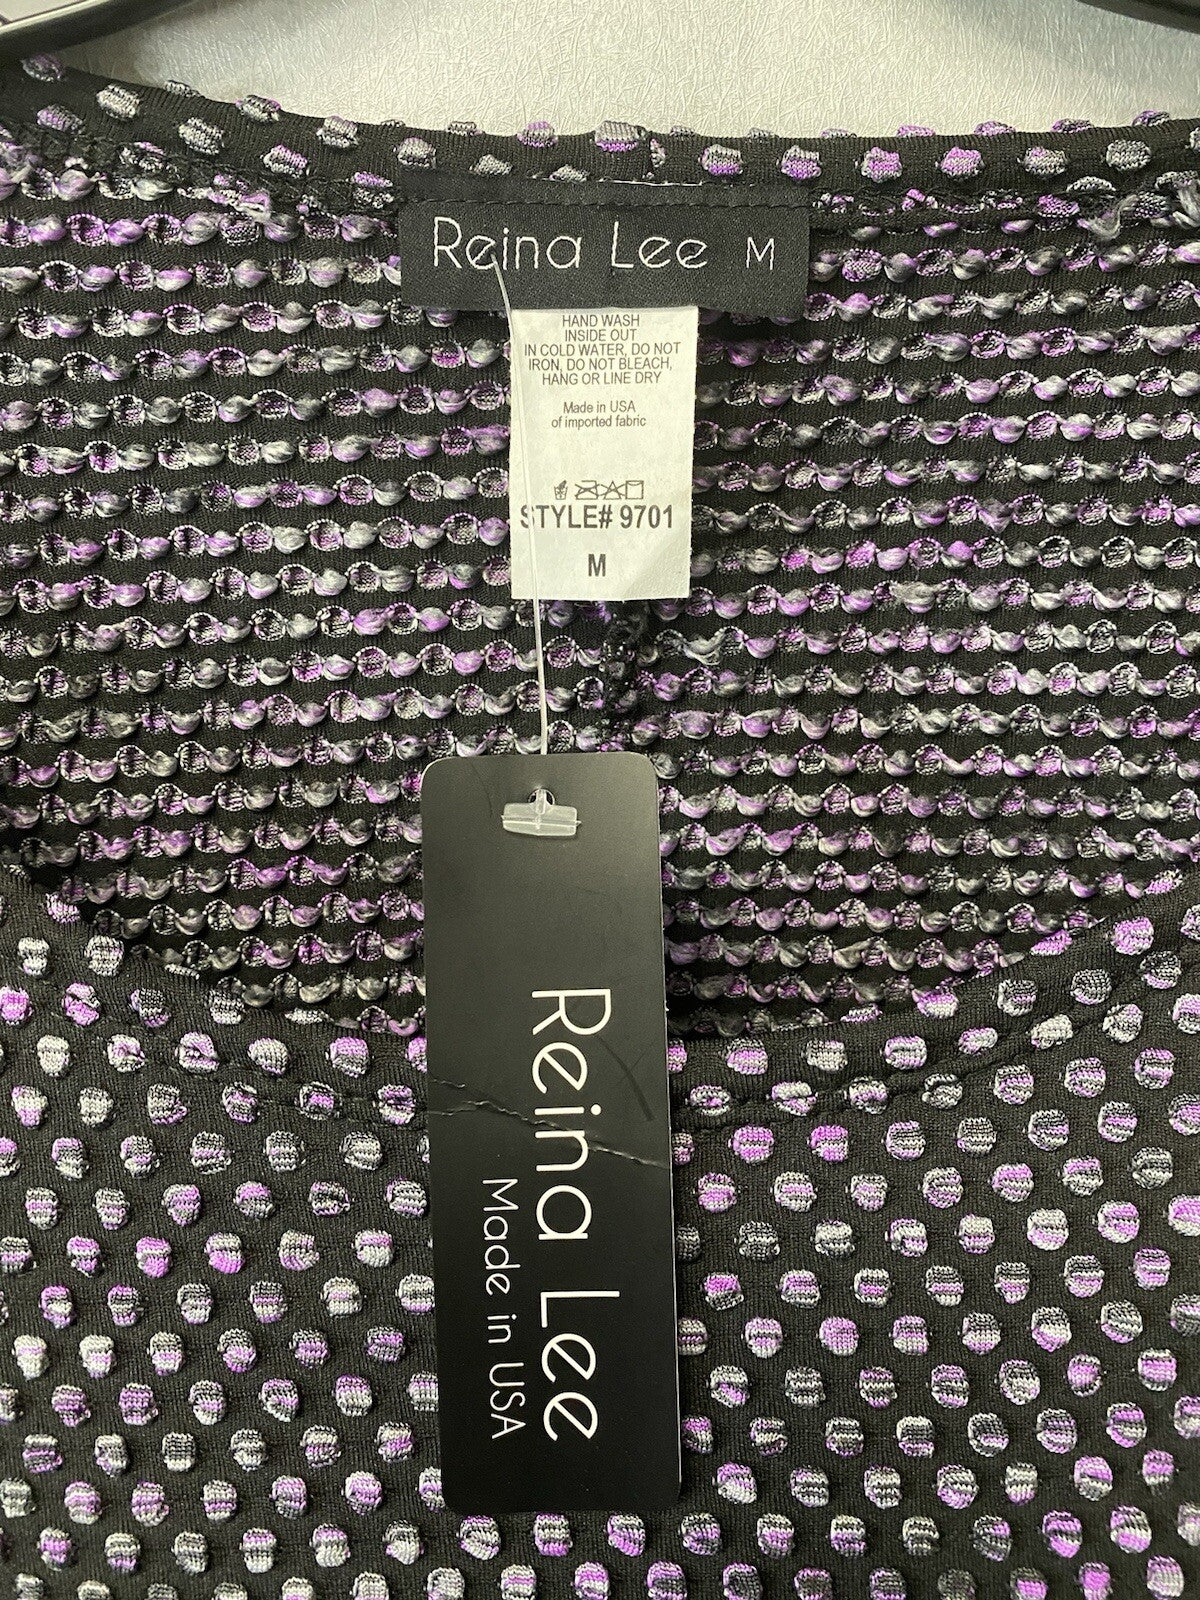 Reina Lee M
HAND WASH
INSIDE OUT
IN COLD WATER, DO NOT
IRON, DO NOT BLEACH,
HANG OR LINE DRY
Made in USA
of imported fabric
STYLE# 9701
M
Reina Lee
Made in USA